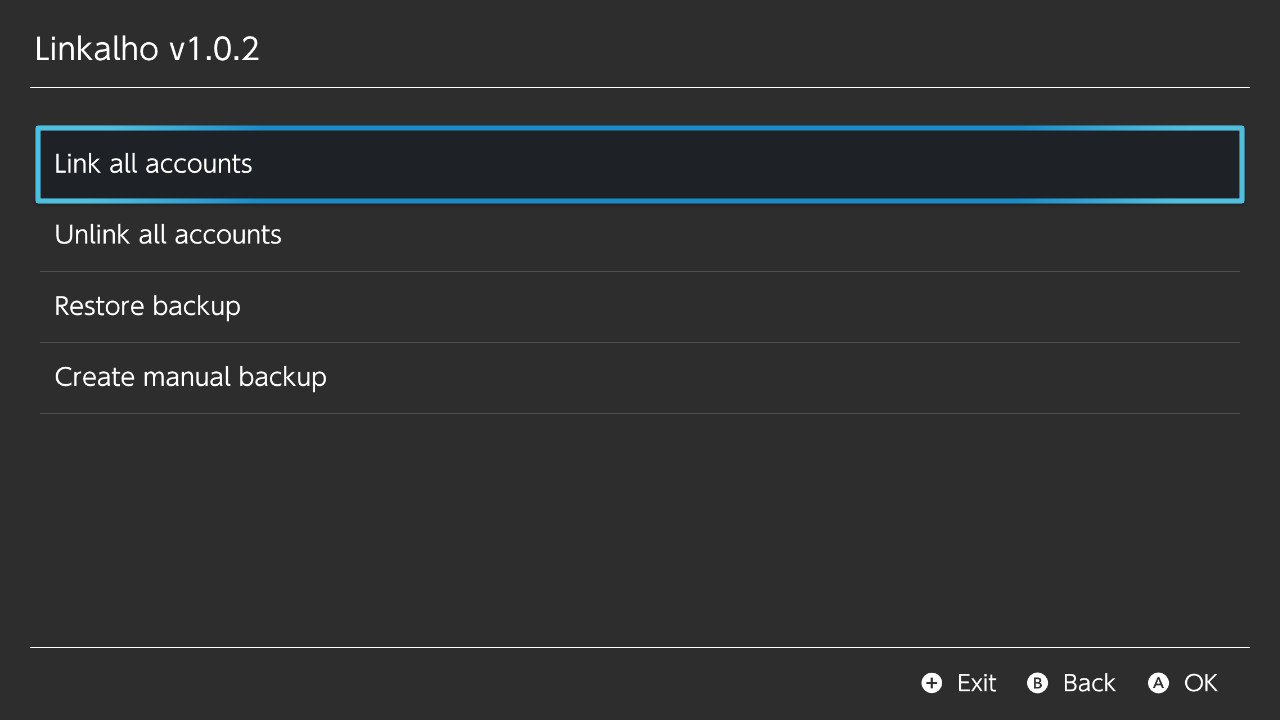 Linkalho v1.0.2
Link all accounts
Unlink all accounts
Restore backup
Create manual backup
+ Exit B Back A OK